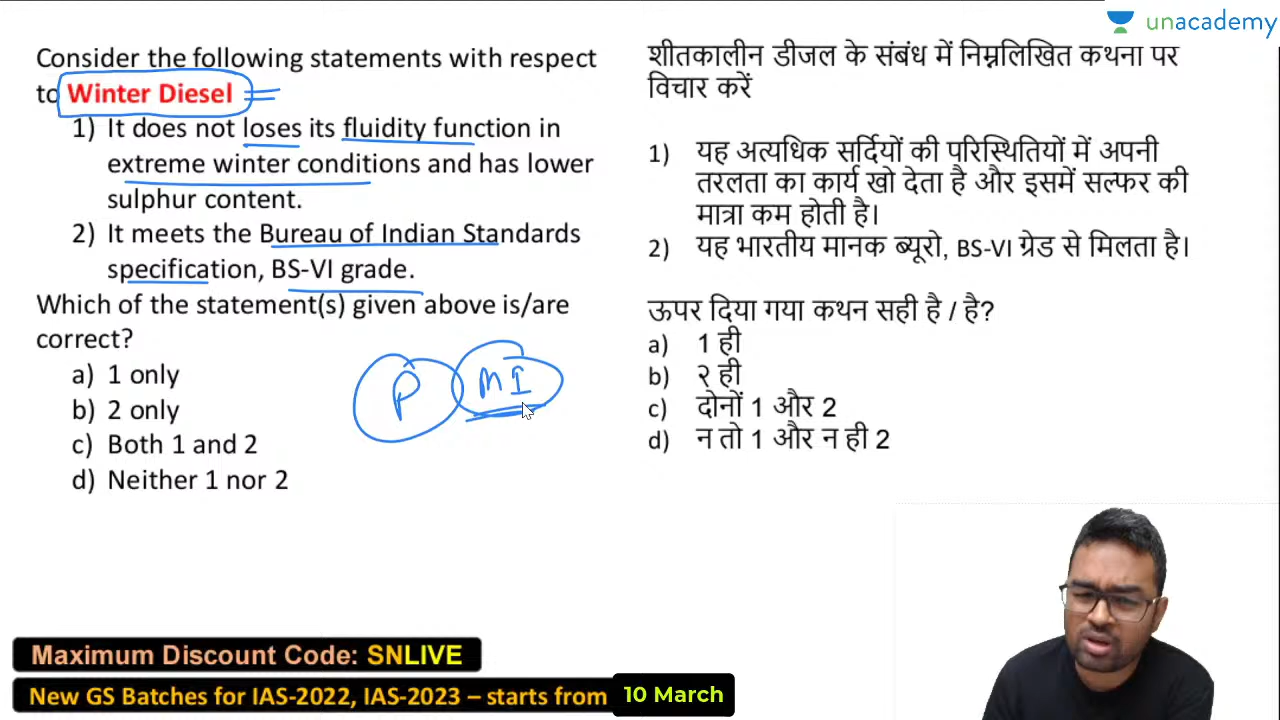 unacademy
Consider the following statements with respect
to Winter Diesel
1) It does not loses its fluidity function in
extreme winter conditions and has lower
sulphur content.
2) It meets the Bureau of Indian Standards
specification, BS-VI grade.
Which of the statement(s) given above is/are
correct?
a) 1 only
b) 2 only
c) Both 1 and 2
d) Neither 1 nor 2
P MI
शीतकालीन डीजल के संबंध में निम्नलिखित कथना पर
विचार करें
1) यह अत्यधिक सर्दियों की परिस्थितियों में अपनी
तरलता का कार्य खो देता है और इसमें सल्फर की
मात्रा कम होती है।
2) यह भारतीय मानक ब्यूरो, BS-VI ग्रेड से मिलता है।
ऊपर दिया गया कथन सही है / है?
a) 1 ही
b) २ ही
c) दोनों 1 और 2
d) न तो 1 और न ही 2
Maximum Discount Code: SNLIVE
New GS Batches for IAS-2022, IAS-2023 – starts from 10 March